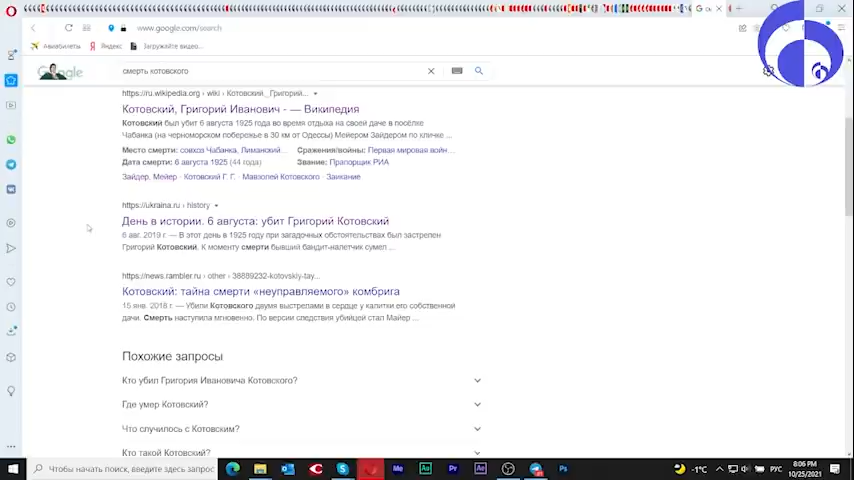 www.google.com/search
Авиабилеты Яндекс Загружайте видео...
Google
смерть котовского
https://ru.wikipedia.org › wiki › Котовский,_Григорий...
Котовский, Григорий Иванович - — Википедия
Котовский был убит 6 августа 1925 года во время отдыха на своей даче в посёлке
Чабанка (на черноморском побережье в 30 км от Одессы) Мейером Зайдером по кличке ...
Место смерти: совхоз Чабанка, Лиманский... Сражения/войны: Первая мировая войн...
Дата смерти: 6 августа 1925 (44 года) Звание: Прапорщик РИА
Зайдер, Мейер · Котовский Г. Г. · Мавзолей Котовского · Заикание
https://ukraina.ru › history
День в истории. 6 августа: убит Григорий Котовский
6 авг. 2019 г. — В этот день в 1925 году при загадочных обстоятельствах был застрелен
Григорий Котовский. К моменту смерти бывший бандит-налетчик сумел ...
https://news.rambler.ru › other › 38889232-kotovskiy-tay...
Котовский: тайна смерти «неуправляемого» комбрига
15 янв. 2018 г. — Убили Котовского двумя выстрелами в сердце у калитки его собственной
дачи. Смерть наступила мгновенно. По версии следствия убийцей стал Майер ...
Похожие запросы
Кто убил Григория Ивановича Котовского?
Где умер Котовский?
Что случилось с Котовским?
Кто такой Котовский?
Чтобы начать поиск, введите здесь запрос
Me Au Pr Ae Ps
-1°C РУС 8:06 PM
10/25/2021